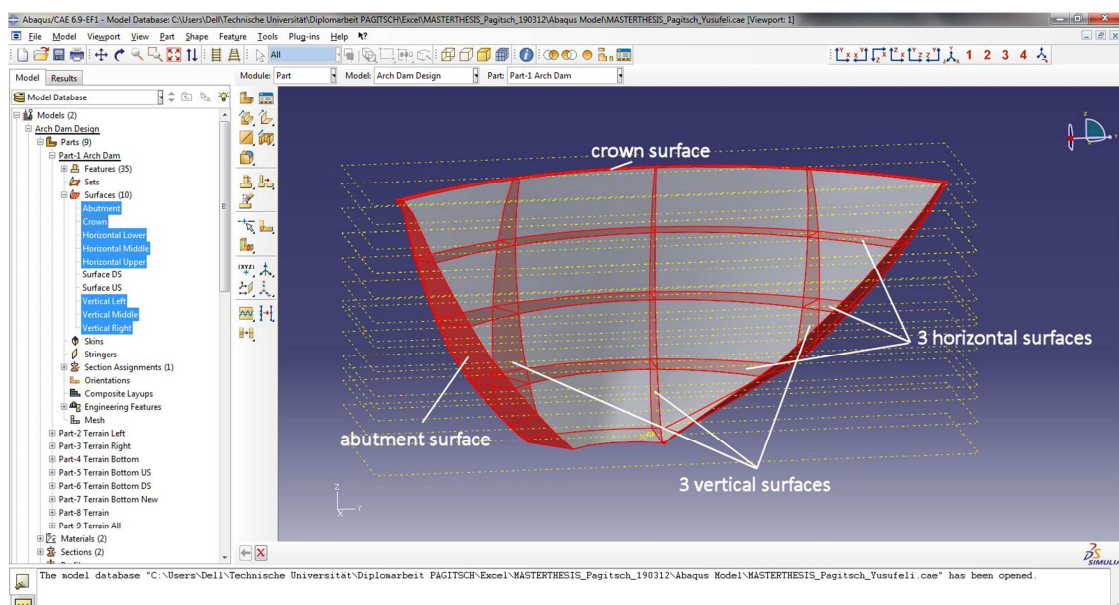 Abaqus/CAE 6.9-EF1 - Model Database: C:\Users\Dell\Technische Universität\Diplomarbeit PAGITSCH\Excel\MASTERTHESIS_Pagitsch_190312\Abaqus Model\MASTERTHESIS_Pagitsch_Yusufeli.cae [Viewport: 1]
File Model Viewport View Part Shape Feature Tools Plug-ins Help
All
1 2 3 4
Model Results
Module: Part Model: Arch Dam Design Part: Part-1 Arch Dam
Model Database
Models (2)
Arch Dam Design
Parts (9)
Part-1 Arch Dam
Features (35)
Sets
Surfaces (10)
Abutment
Crown
Horizontal Lower
Horizontal Middle
Horizontal Upper
Surface DS
Surface US
Vertical Left
Vertical Middle
Vertical Right
Skins
Stringers
Section Assignments (1)
Orientations
Composite Layups
Engineering Features
Mesh
Part-2 Terrain Left
Part-3 Terrain Right
Part-4 Terrain Bottom
Part-5 Terrain Bottom US
Part-6 Terrain Bottom DS
Part-7 Terrain Bottom New
Part-8 Terrain
Part-9 Terrain All
Materials (2)
Sections (2)
crown surface
3 horizontal surfaces
abutment surface
3 vertical surfaces
Z
X Y
SIMULIA
The model database "C:\Users\Dell\Technische Universität\Diplomarbeit PAGITSCH\Excel\MASTERTHESIS_Pagitsch_190312\Abaqus Model\MASTERTHESIS_Pagitsch_Yusufeli.cae" has been opened.